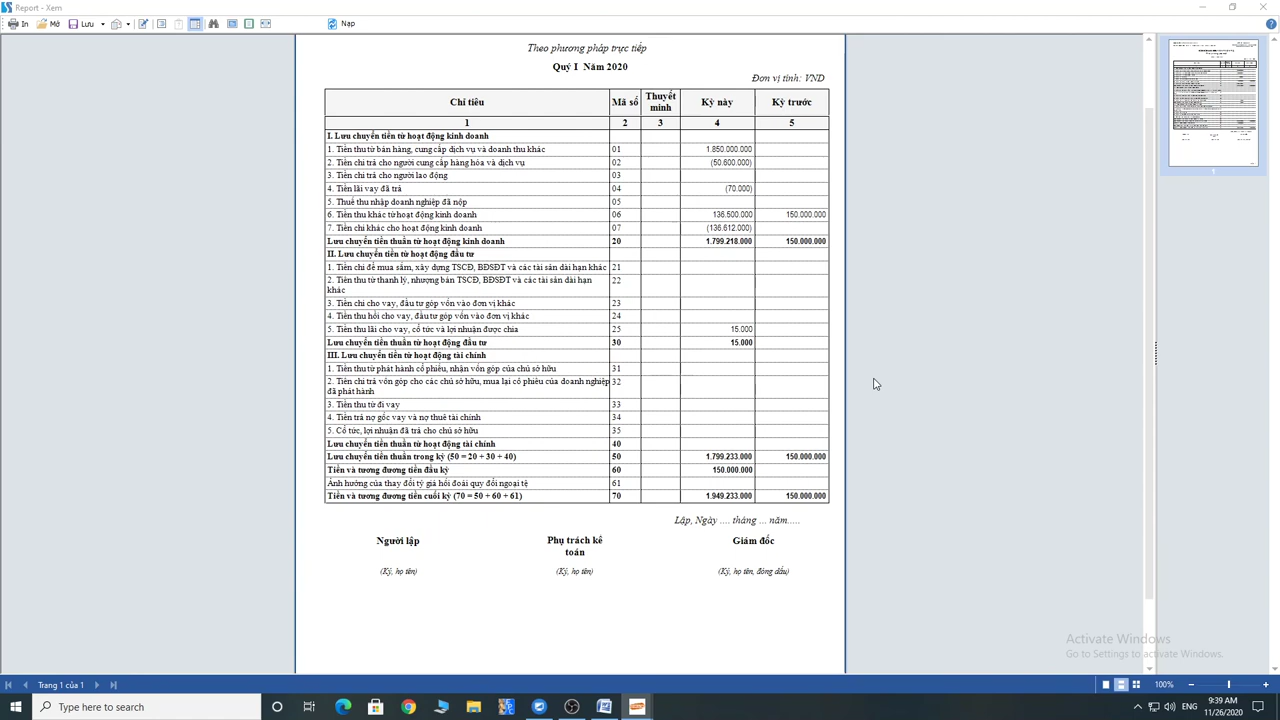 Report - Xem
In Mở Lưu Nạp
Theo phương pháp trực tiếp
Quý I Năm 2020
Đơn vị tính: VND
Chỉ tiêu Mã số Thuyết minh Kỳ này Kỳ trước
1 2 3 4 5
I. Lưu chuyển tiền từ hoạt động kinh doanh
1. Tiền thu từ bán hàng, cung cấp dịch vụ và doanh thu khác 01 1.850.000.000
2. Tiền chi trả cho người cung cấp hàng hóa và dịch vụ 02 (50.600.000)
3. Tiền chi trả cho người lao động 03
4. Tiền lãi vay đã trả 04 (70.000)
5. Thuế thu nhập doanh nghiệp đã nộp 05
6. Tiền thu khác từ hoạt động kinh doanh 06 136.500.000 150.000.000
7. Tiền chi khác cho hoạt động kinh doanh 07 (136.612.000)
Lưu chuyển tiền thuần từ hoạt động kinh doanh 20 1.799.218.000 150.000.000
II. Lưu chuyển tiền từ hoạt động đầu tư
1. Tiền chi để mua sắm, xây dựng TSCĐ, BĐSĐT và các tài sản dài hạn khác 21
2. Tiền thu từ thanh lý, nhượng bán TSCĐ, BĐSĐT và các tài sản dài hạn 22
khác
3. Tiền chi cho vay, đầu tư góp vốn vào đơn vị khác 23
4. Tiền thu hồi cho vay, đầu tư góp vốn vào đơn vị khác 24
5. Tiền thu lãi cho vay, cổ tức và lợi nhuận được chia 25 15.000
Lưu chuyển tiền thuần từ hoạt động đầu tư 30 15.000
III. Lưu chuyển tiền từ hoạt động tài chính
1. Tiền thu từ phát hành cổ phiếu, nhận vốn góp của chủ sở hữu 31
2. Tiền chi trả vốn góp cho các chủ sở hữu, mua lại cổ phiếu của doanh nghiệp 32
đã phát hành
3. Tiền thu từ đi vay 33
4. Tiền trả nợ gốc vay và nợ thuê tài chính 34
5. Cổ tức, lợi nhuận đã trả cho chủ sở hữu 35
Lưu chuyển tiền thuần từ hoạt động tài chính 40
Lưu chuyển tiền thuần trong kỳ (50 = 20 + 30 + 40) 50 1.799.233.000 150.000.000
Tiền và tương đương tiền đầu kỳ 60 150.000.000
Ảnh hưởng của thay đổi tỷ giá hối đoái quy đổi ngoại tệ 61
Tiền và tương đương tiền cuối kỳ (70 = 50 + 60 + 61) 70 1.949.233.000 150.000.000
Lập, Ngày .... tháng ... năm.....
Người lập Phụ trách kế toán Giám đốc
(Ký, họ tên) (Ký, họ tên) (Ký, họ tên, đóng dấu)
1
Activate Windows
Go to Settings to activate Windows.
Trang 1 của 1 100%
Type here to search ENG 9:39 AM
11/26/2020